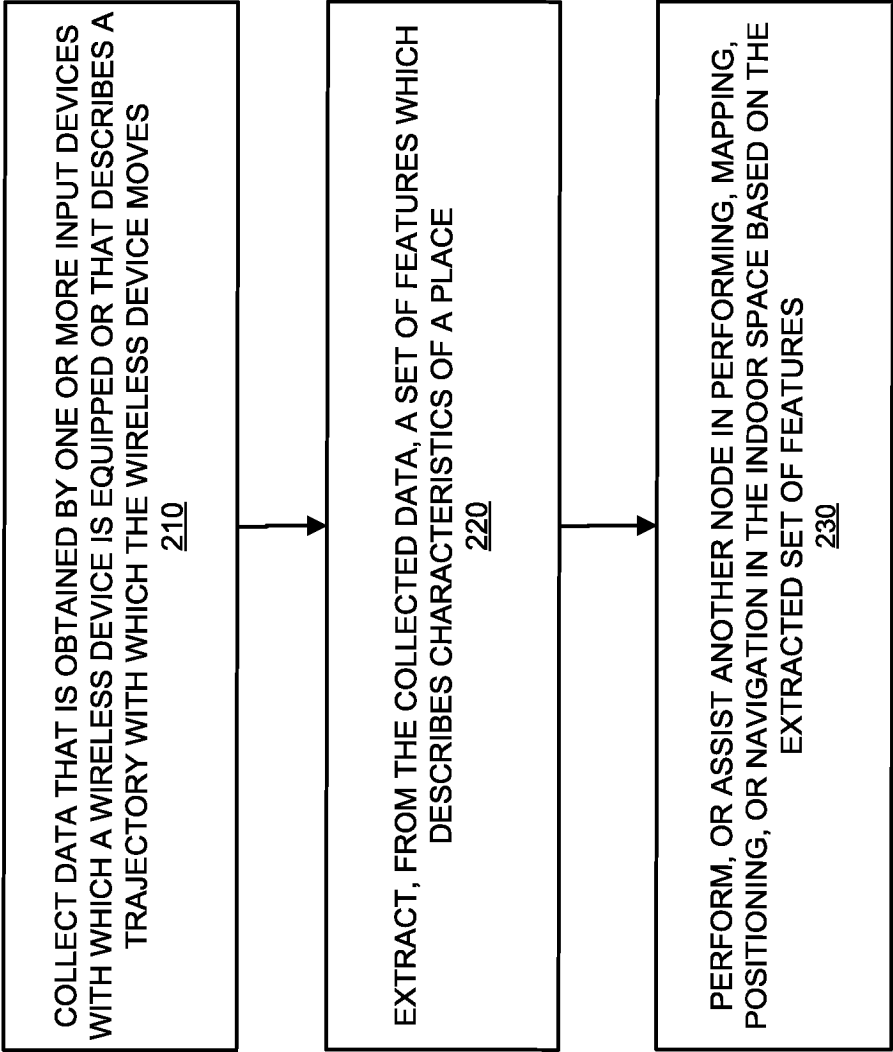 COLLECT DATA THAT IS OBTAINED BY ONE OR MORE INPUT DEVICES
WITH WHICH A WIRELESS DEVICE IS EQUIPPED OR THAT DESCRIBES A
TRAJECTORY WITH WHICH THE WIRELESS DEVICE MOVES
210
EXTRACT, FROM THE COLLECTED DATA, A SET OF FEATURES WHICH
DESCRIBES CHARACTERISTICS OF A PLACE
220
PERFORM, OR ASSIST ANOTHER NODE IN PERFORMING, MAPPING,
POSITIONING, OR NAVIGATION IN THE INDOOR SPACE BASED ON THE
EXTRACTED SET OF FEATURES
230